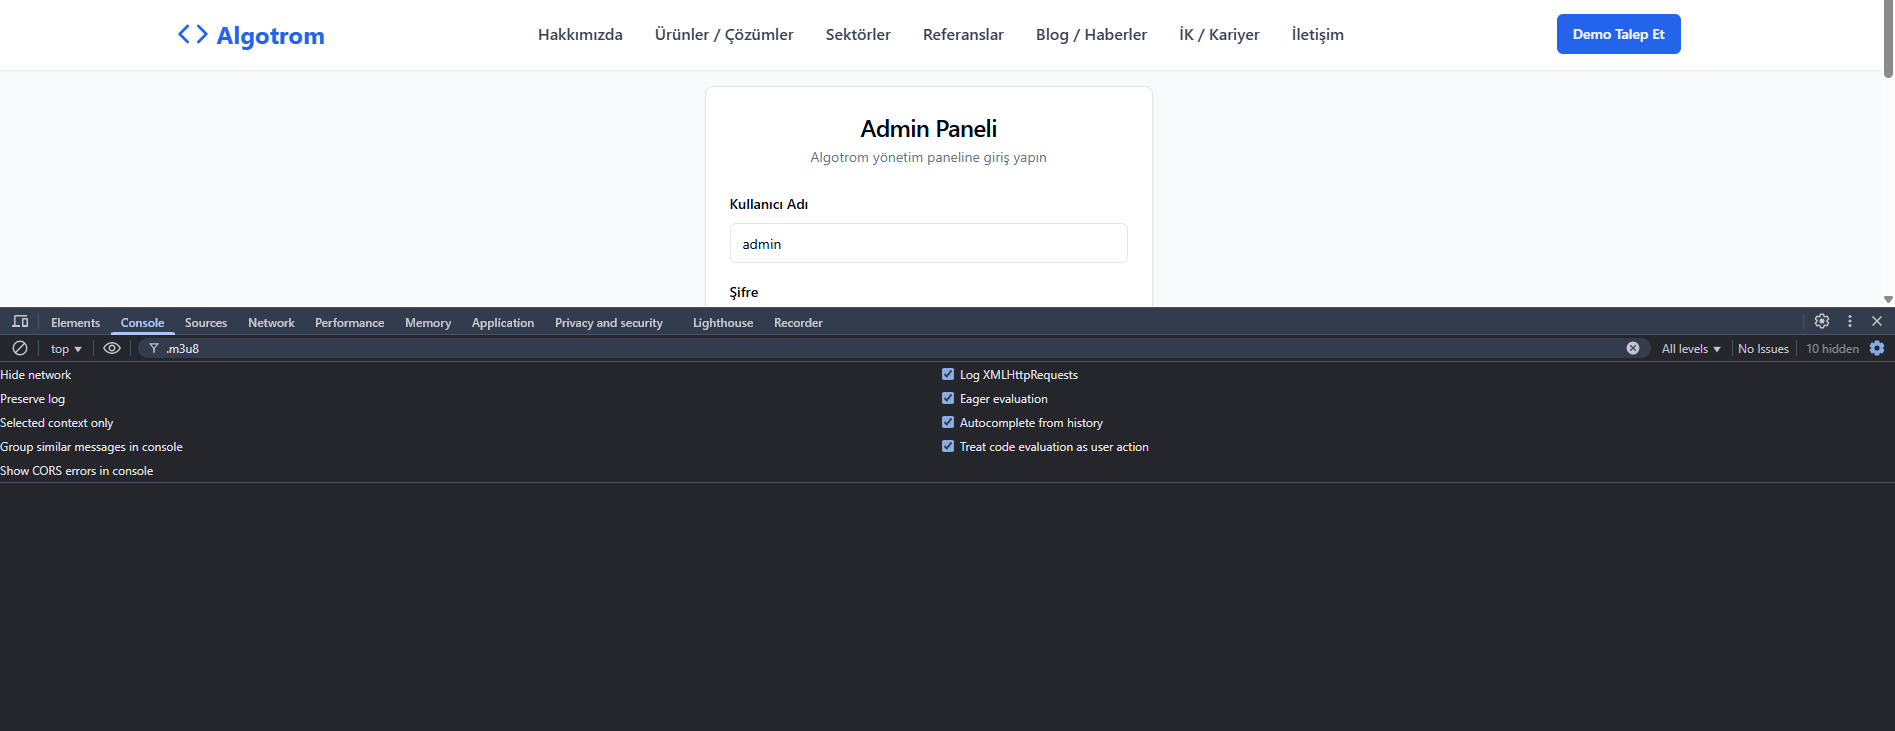 <> Algotrom Hakkımızda Ürünler / Çözümler Sektörler Referanslar Blog / Haberler İK / Kariyer İletişim Demo Talep Et
Admin Paneli
Algotrom yönetim paneline giriş yapın
Kullanıcı Adı
admin
Şifre
Elements Console Sources Network Performance Memory Application Privacy and security Lighthouse Recorder
top .m3u8 All levels No Issues 10 hidden
Hide network Log XMLHttpRequests
Preserve log Eager evaluation
Selected context only Autocomplete from history
Group similar messages in console Treat code evaluation as user action
Show CORS errors in console